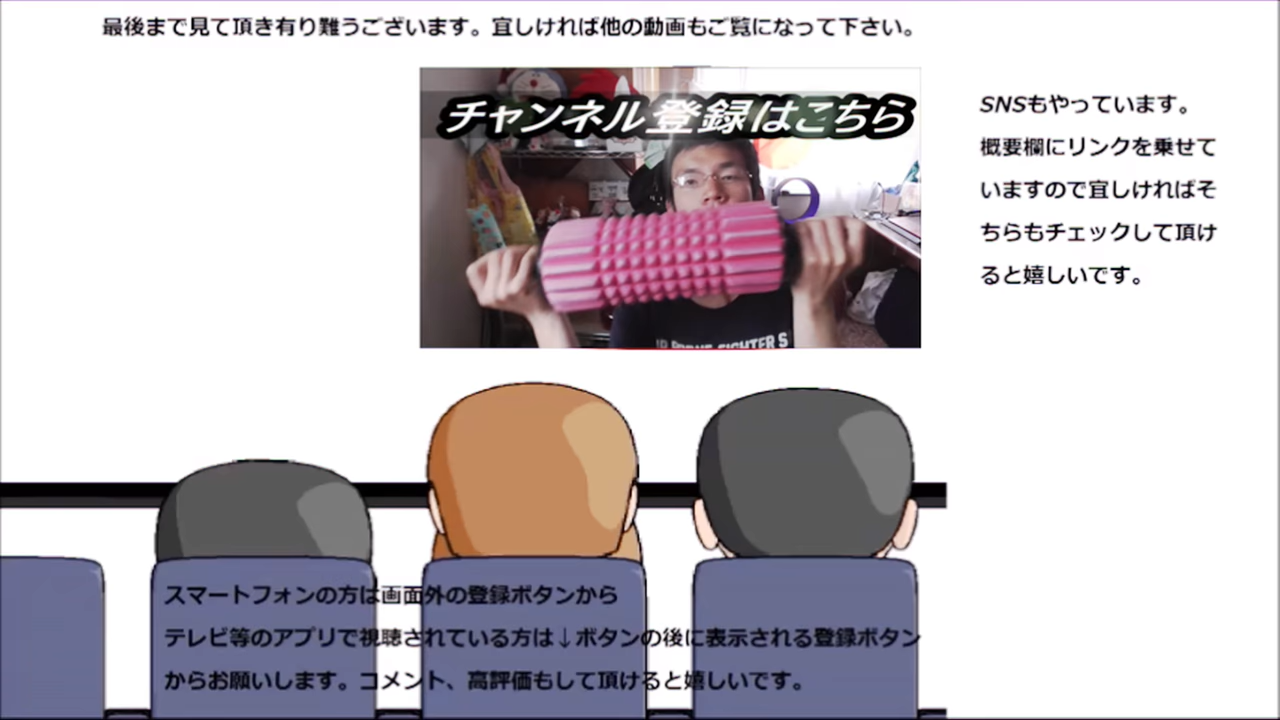 最後まで見て頂き有り難うございます。宜しければ他の動画もご覧になって下さい。
チャンネル登録はこちら
SNSもやっています。
概要欄にリンクを乗せて
いますので宜しければそ
ちらもチェックして頂け
ると嬉しいです。
スマートフォンの方は画面外の登録ボタンから
テレビ等のアプリで視聴されている方は↓ボタンの後に表示される登録ボタン
からお願いします。コメント、高評価もして頂けると嬉しいです。